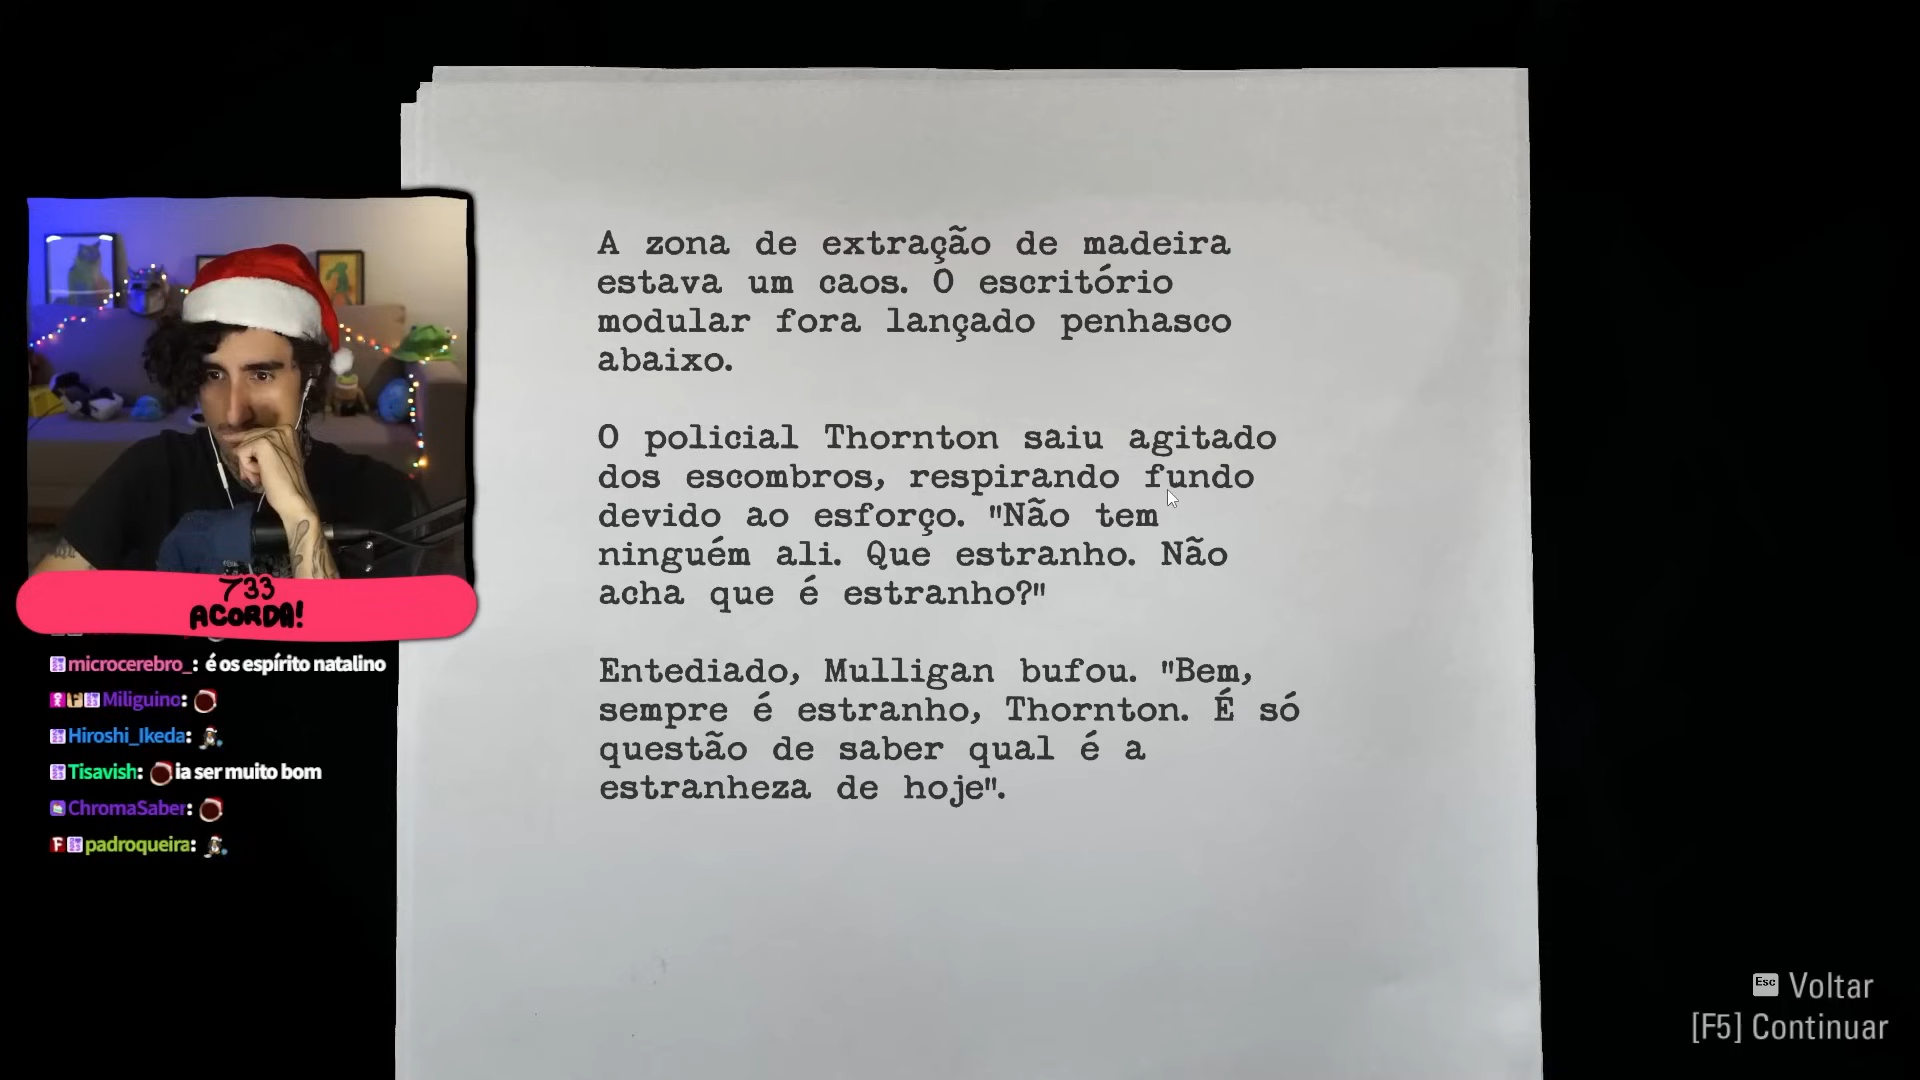 A zona de extração de madeira
estava um caos. O escritório
modular fora lançado penhasco
abaixo.
O policial Thornton saiu agitado
dos escombros, respirando fundo
devido ao esforço. "Não tem
ninguém ali. Que estranho. Não
acha que é estranho?"
Entediado, Mulligan bufou. "Bem,
sempre é estranho, Thornton. É só
questão de saber qual é a
estranheza de hoje".
733
ACORDA!
microcerebro_: é os espírito natalino
Miliguino:
Hiroshi_Ikeda:
Tisavish: ia ser muito bom
ChromaSaber:
padroqueira:
Esc Voltar
[F5] Continuar